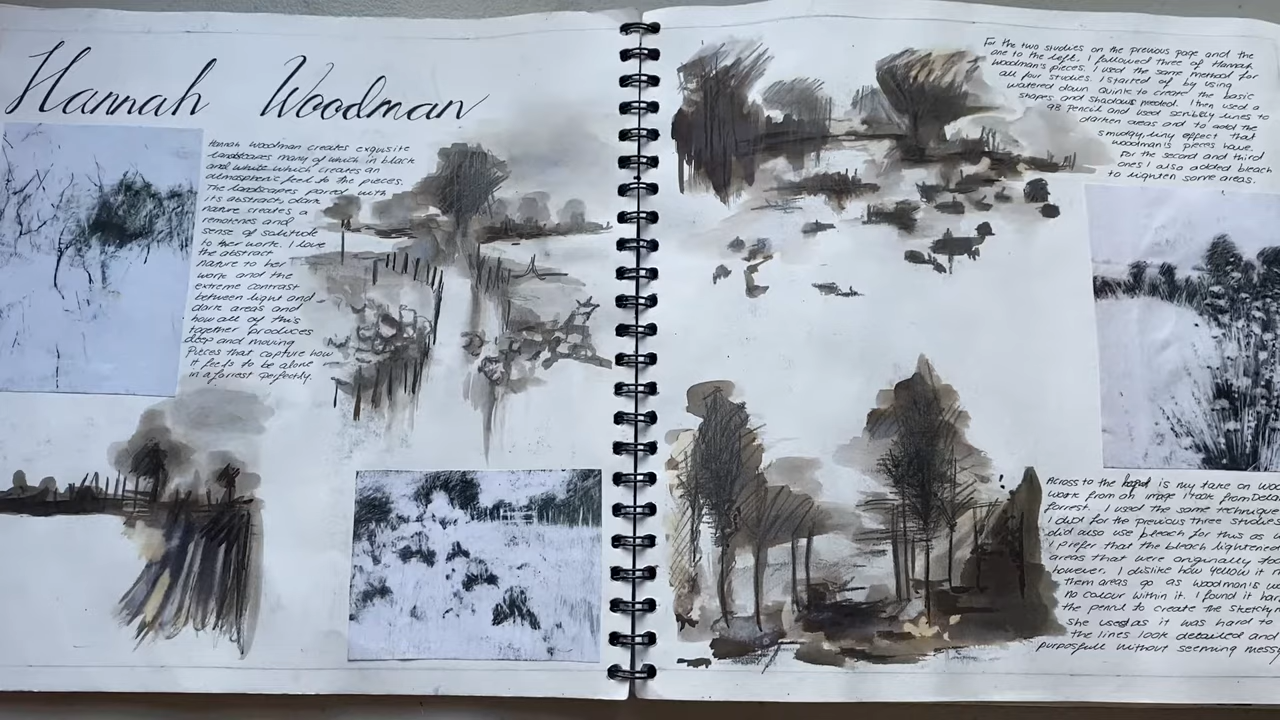 Hannah Woodman
Hannah woodman creates exquisite
landscapes many of which in black
and white which creates an
atmospheric feel to the pieces.
The landscapes paired with
its abstract, dark
nature creates a
remoteness and
sense of solitude
to her work. I love
the abstract
nature to her
work and the
extreme contrast
between light and
dark areas and
how all of this
together produces
deep and moving
Pieces that capture how
it feels to be alone
in a forrest perfectly.
For the two studies on the previous page and the
one to the left, I followed three of Hannah
Woodman's pieces. I used the same method for
all four studies. I started of by using
watered down Quink to create the basic
shapes and shadows needed. I then used a
9B Pencil and used scribbly lines to
darken areas and to add the
smudgy, effect that
woodman's pieces have.
For the second and third
ones I also added bleach
to lighten some areas.
Across to the is my take on
work from an image i took from
Forrest. I used the same technique
I did for the previous three studies
did also use bleach for this as
I prefer that the bleach lightened
areas that were originally too
however. I dislike how yellow it
them areas go as woodman's
no colour within it. I found it
the pencil to create the sketchy
she used as it was hard to
the lines look detailed and
purposfull without seeming messy